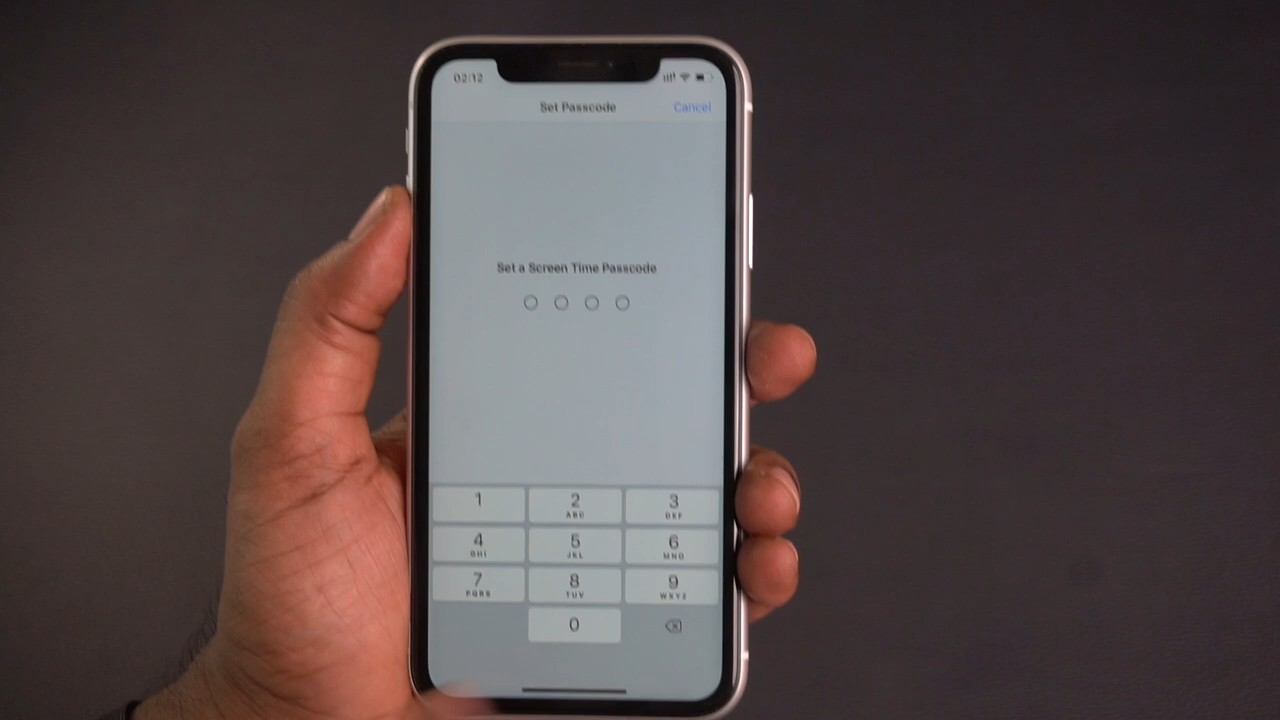 02:12
Set Passcode Cancel
Set a Screen Time Passcode
1 2 3
ABC DEF
4 5 6
GHI JKL MNO
7 8 9
PQRS TUV WXYZ
0